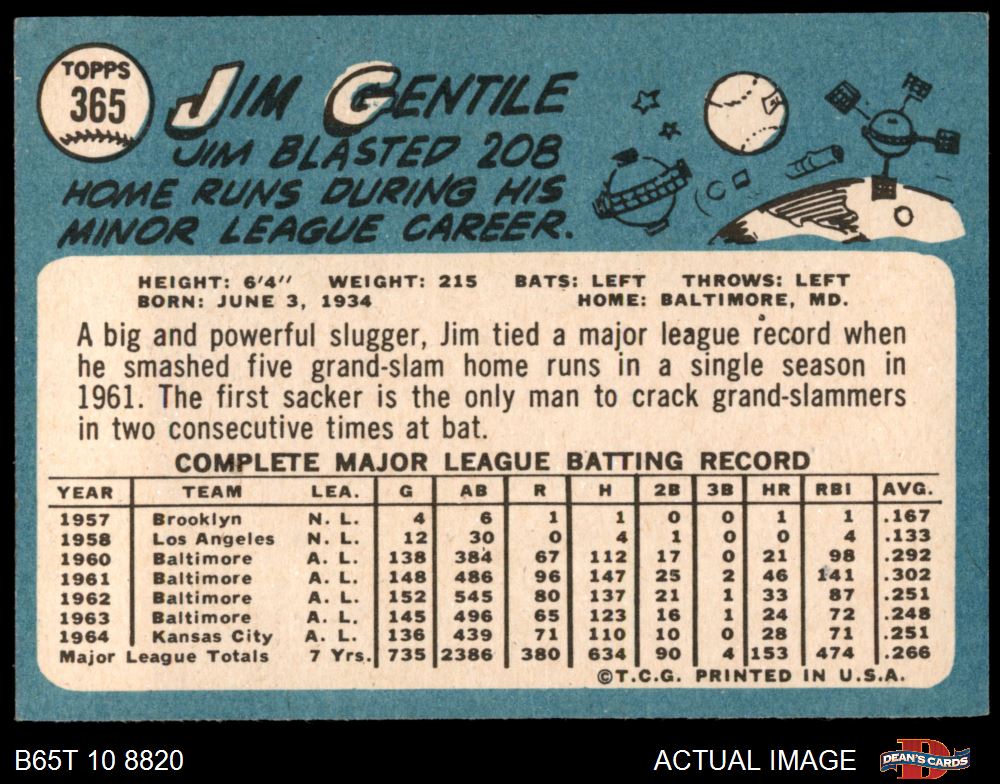 TOPPS
365
JIM GENTILE
JIM BLASTED 208
HOME RUNS DURING HIS
MINOR LEAGUE CAREER.
HEIGHT: 6'4" WEIGHT: 215 BATS: LEFT THROWS: LEFT
BORN: JUNE 3, 1934 HOME: BALTIMORE, MD.
A big and powerful slugger, Jim tied a major league record when
he smashed five grand-slam home runs in a single season in
1961. The first sacker is the only man to crack grand-slammers
in two consecutive times at bat.
COMPLETE MAJOR LEAGUE BATTING RECORD
YEAR TEAM LEA. G AB R H 2B 3B HR RBI AVG.
1957 Brooklyn N. L. 4 6 1 1 0 0 1 1 .167
1958 Los Angeles N. L. 12 30 0 4 1 0 0 4 .133
1960 Baltimore A. L. 138 384 67 112 17 0 21 98 .292
1961 Baltimore A. L. 148 486 96 147 25 2 46 141 .302
1962 Baltimore A. L. 152 545 80 137 21 1 33 87 .251
1963 Baltimore A. L. 145 496 65 123 16 1 24 72 .248
1964 Kansas City A. L. 136 439 71 110 10 0 28 71 .251
Major League Totals 7 Yrs. 735 2386 380 634 90 4 153 474 .266
©T.C.G. PRINTED IN U.S.A.
B65T 10 8820 ACTUAL IMAGE DEAN'S CARDS